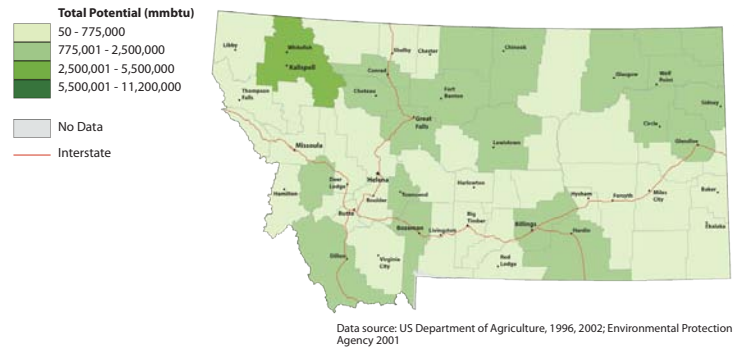 Total Potential (mmbtu)
50 - 775,000
775,001 - 2,500,000
2,500,001 - 5,500,000
5,500,001 - 11,200,000
No Data
Interstate
Libby
Whitefish
Kalispell
Shelby
Chester
Chinook
Thompson
Falls
Conrad
Choteau
Fort
Benton
Great
Falls
Glasgow
Wolf
Point
Sidney
Circle
Glendive
Lewistown
Missoula
Helena
Deer
Lodge
Hamilton
Boulder
Townsend
Butte
Harlowton
Bozeman
Livingston
Big
Timber
Billings
Hysham
Forsyth
Miles
City
Baker
Ekalaka
Hardin
Red
Lodge
Dillon
Virginia
City
Data source: US Department of Agriculture, 1996, 2002; Environmental Protection
Agency 2001